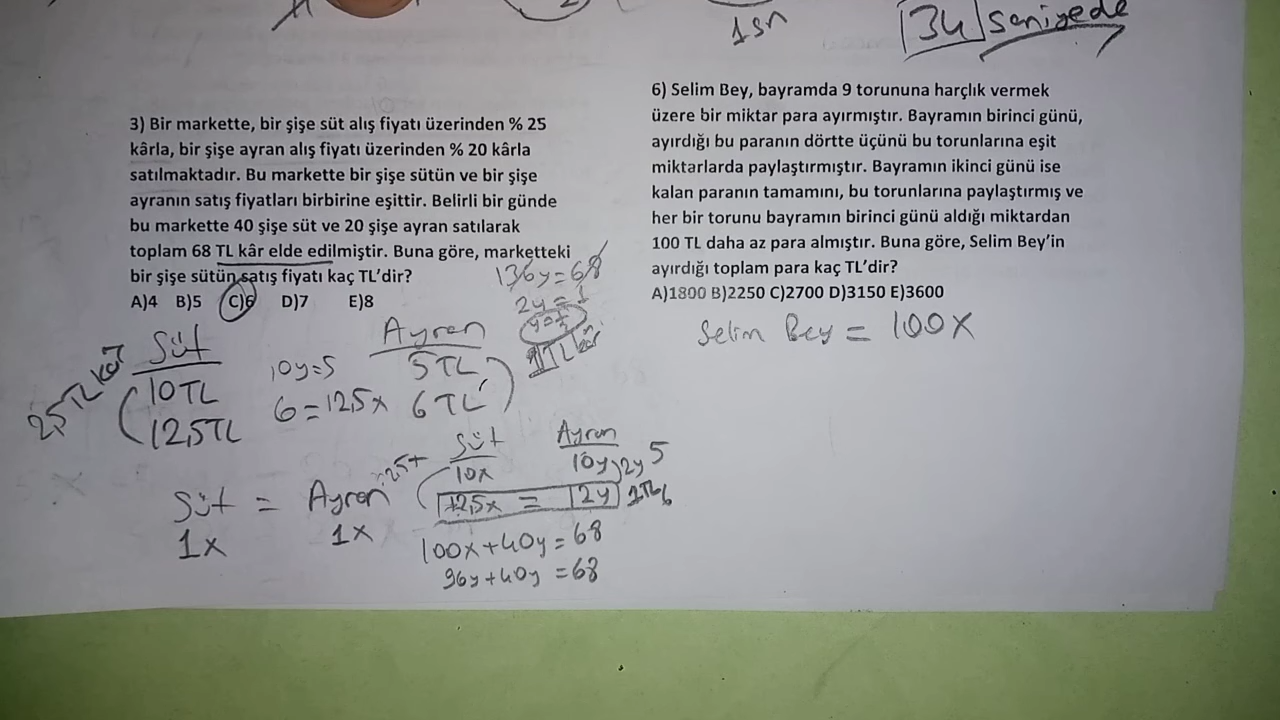 1sn
34 saniyede
3) Bir markette, bir şişe süt alış fiyatı üzerinden % 25
kârla, bir şişe ayran alış fiyatı üzerinden % 20 kârla
satılmaktadır. Bu markette bir şişe sütün ve bir şişe
ayranın satış fiyatları birbirine eşittir. Belirli bir günde
bu markette 40 şişe süt ve 20 şişe ayran satılarak
toplam 68 TL kâr elde edilmiştir. Buna göre, marketteki
bir şişe sütün satış fiyatı kaç TL'dir?
A)4 B)5 C)6 D)7 E)8
136y=68
2y=1
1TL kâr
Süt
10TL
12,5TL
2,5TL kâr
10y=5
6=12,5x
Ayran
5TL
6TL
Süt = Ayran
1x 1x
Süt Ayran
10x 10y 2y 5
12,5x = 12y 1TL 6
100x+40y=68
96y+40y=68
6) Selim Bey, bayramda 9 torununa harçlık vermek
üzere bir miktar para ayırmıştır. Bayramın birinci günü,
ayırdığı bu paranın dörtte üçünü bu torunlarına eşit
miktarlarda paylaştırmıştır. Bayramın ikinci günü ise
kalan paranın tamamını, bu torunlarına paylaştırmış ve
her bir torunu bayramın birinci günü aldığı miktardan
100 TL daha az para almıştır. Buna göre, Selim Bey'in
ayırdığı toplam para kaç TL'dir?
A)1800 B)2250 C)2700 D)3150 E)3600
Selim Bey = 100x